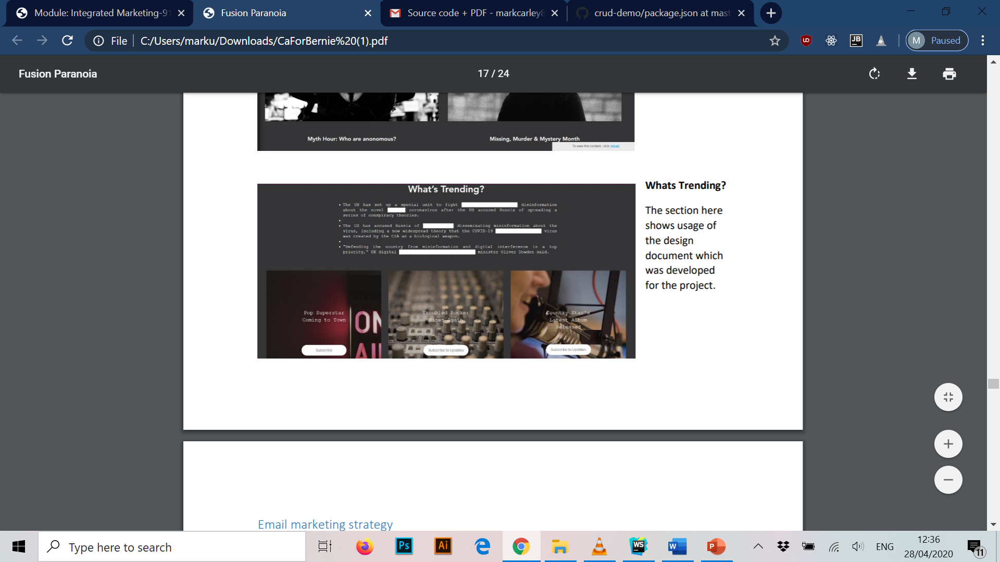 Module: Integrated Marketing-91
Fusion Paranoia
Source code + PDF - markcarley8
crud-demo/package.json at mast
File
C:/Users/marku/Downloads/CaForBernie%20(1).pdf
JB
M Paused
Fusion Paranoia
17 / 24
Myth Hour: Who are anonomous?
Missing, Murder & Mystery Month
To view this content, click reload.
What's Trending?
• The UK has set up a special unit to fight disinformation
about the novel coronavirus after the US accused Russia of spreading a
series of conspiracy theories.
•
• The US has accused Russia of disseminating misinformation about the
virus, including a now widespread theory that the COVID-19 virus
was created by the CIA as a biological weapon.
•
• "Defending the country from misinformation and digital interference is a top
priority," UK digital minister Oliver Dowden said.
Pop Superstar
Coming to Town
Subscribe
Troubled Rocker
Rises Again
Subscribe to Updates
Country Star's
Latest Album
Released
Subscribe to Updates
Whats Trending?
The section here
shows usage of
the design
document which
was developed
for the project.
Email marketing strategy
Type here to search
Ps
Ai
WS
W
P
ENG
12:36
28/04/2020
11